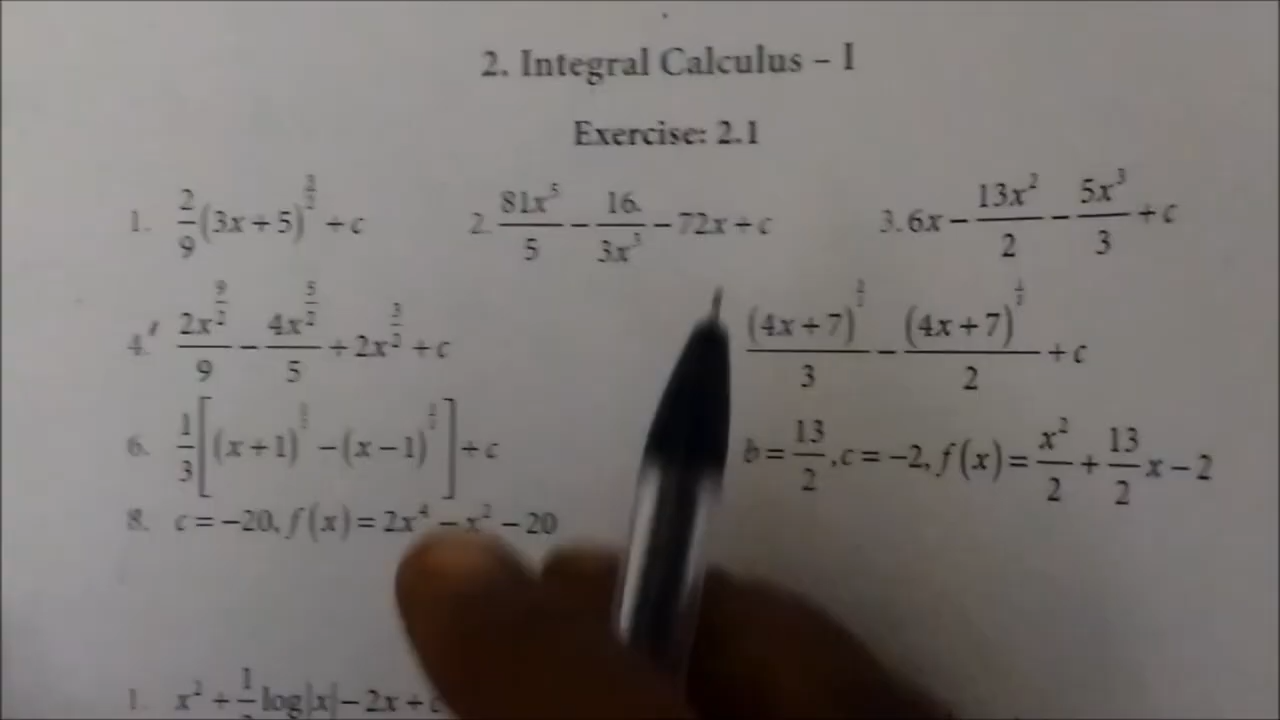 2. Integral Calculus – I
Exercise: 2.1
1. 2/9 (3x+5)^(3/2) + c 2. 81x^5/5 − 16/3x^3 − 72x + c 3. 6x − 13x^2/2 − 5x^3/3 + c
4. 2x^(9/2)/9 − 4x^(5/2)/5 + 2x^(3/2) + c (4x+7)/3 − (4x+7)/2 + c
6. 1/3 [(x+1) − (x−1)] + c b = 13/2, c = −2, f(x) = x^2/2 + 13/2 x − 2
8. c = −20, f(x) = 2x^4 − x^2 − 20
1. x^2 + log|x| − 2x +